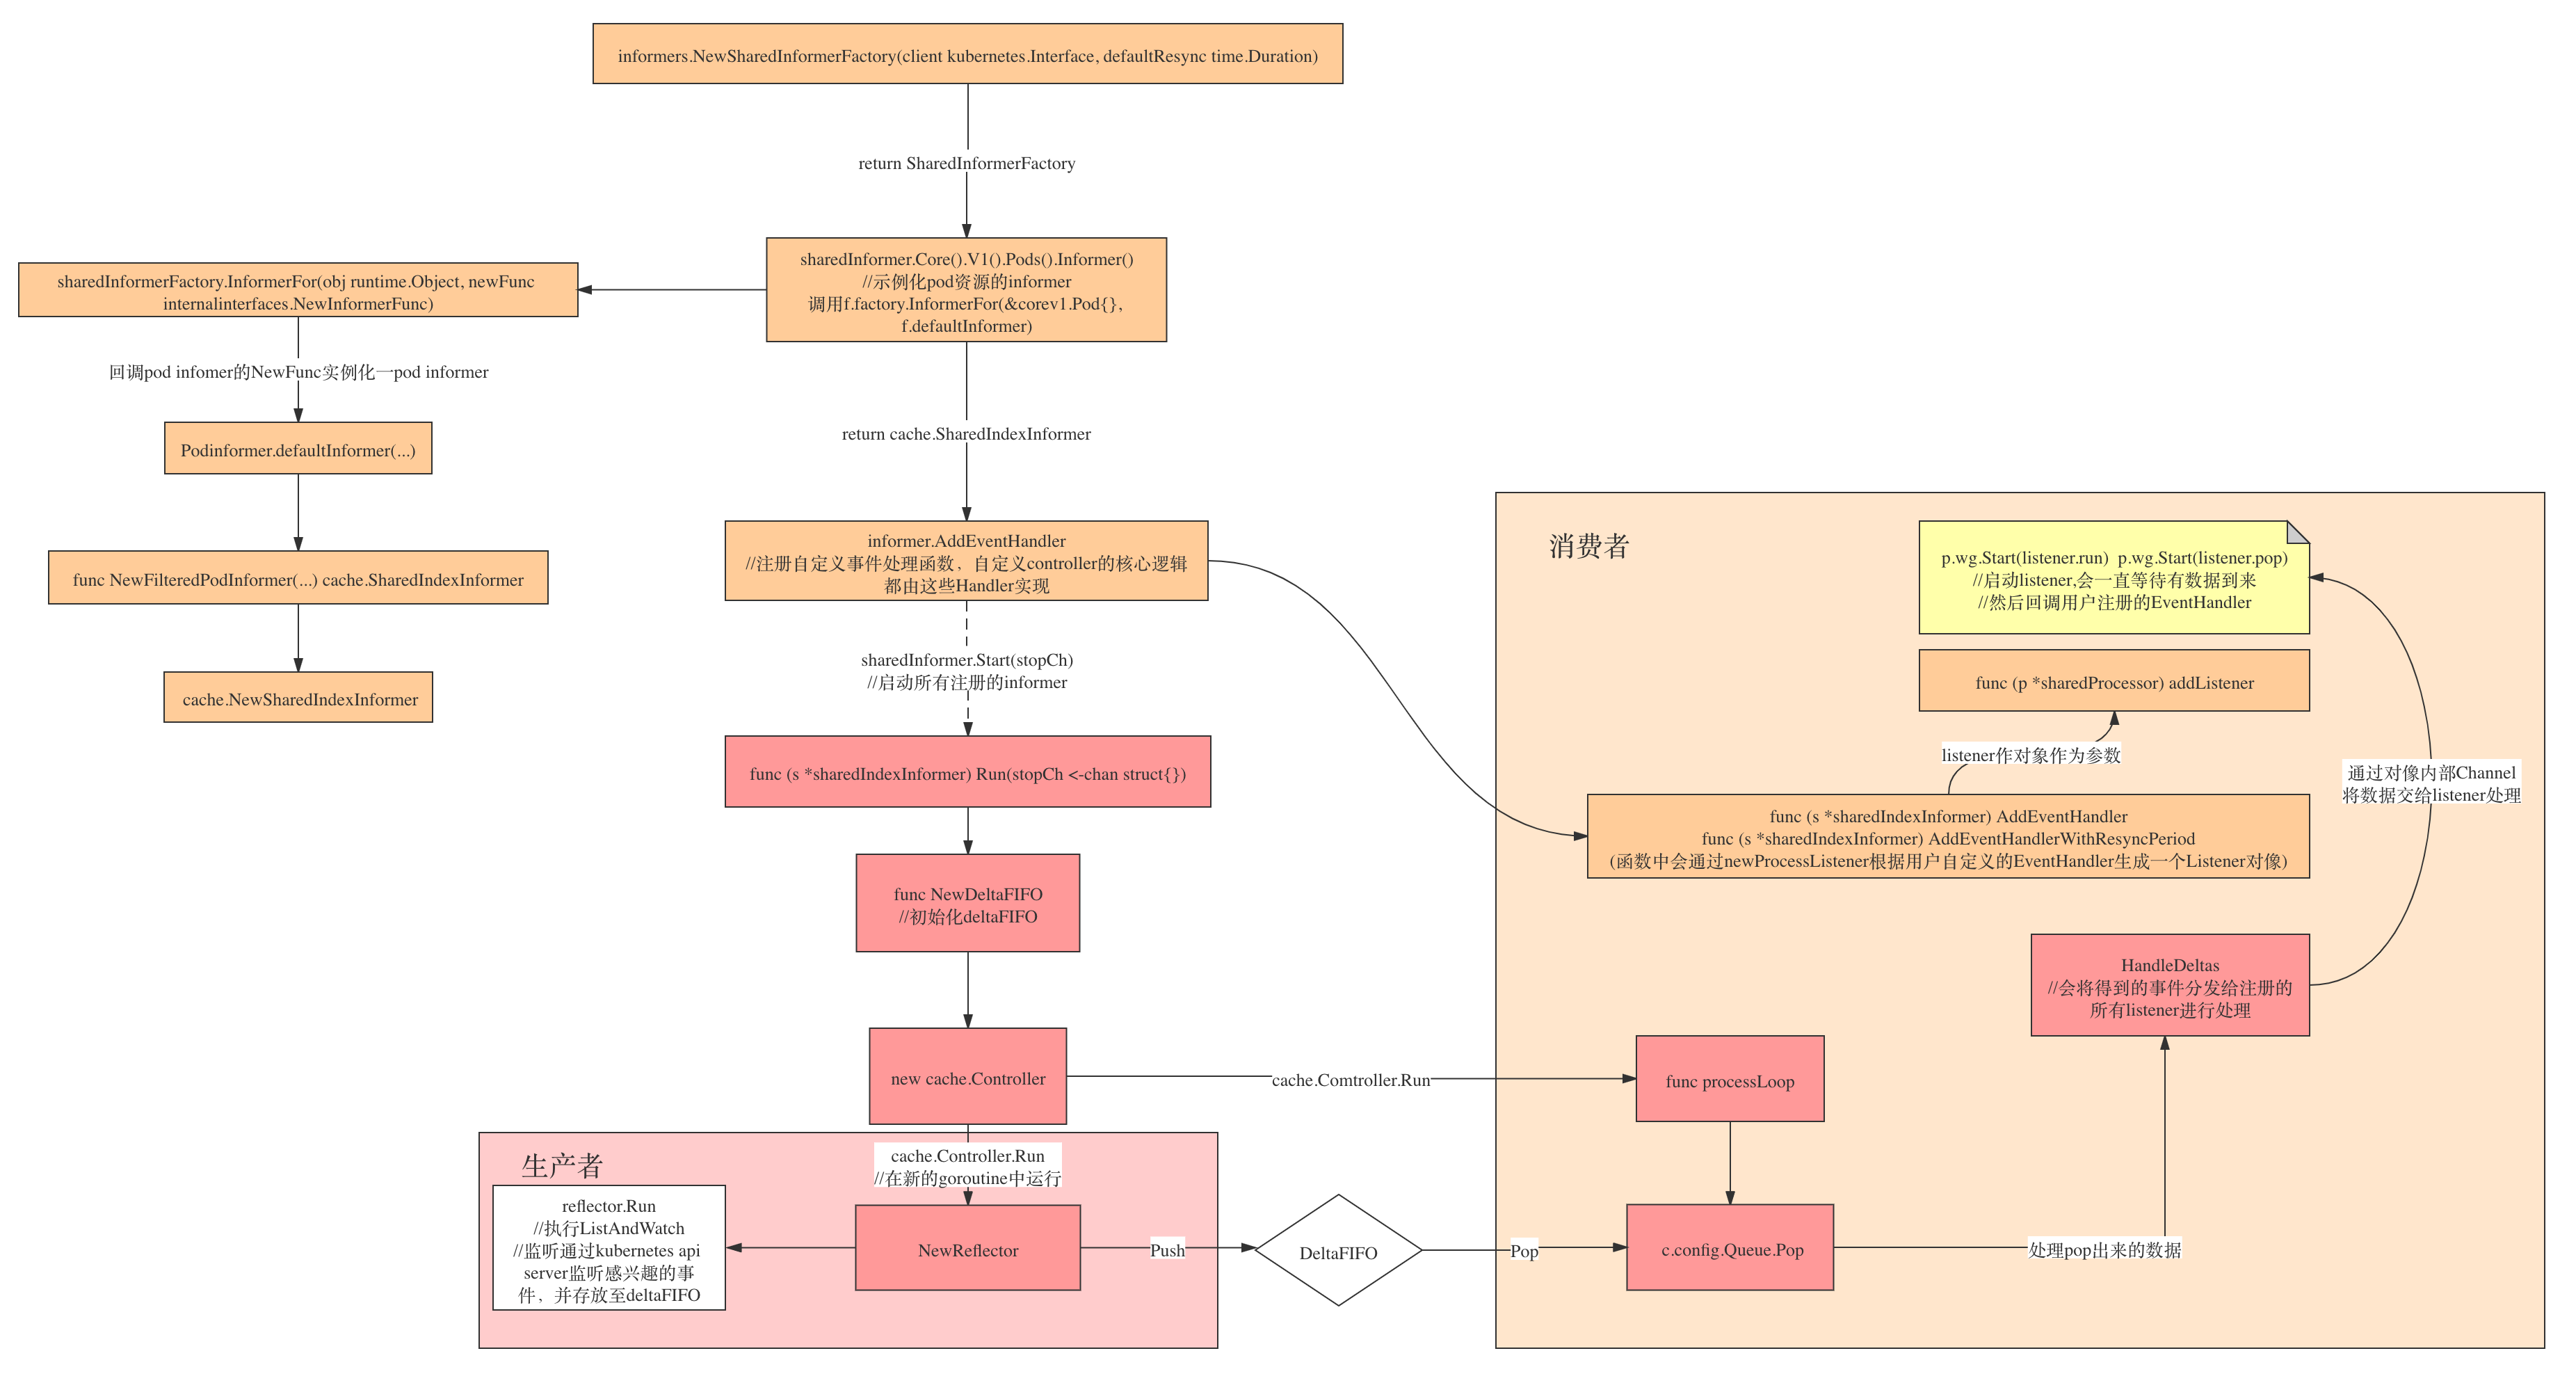 informers.NewSharedInformerFactory(client kubernetes.Interface, defaultResync time.Duration)
return SharedInformerFactory
sharedInformer.Core().V1().Pods().Informer()
//示例化pod资源的informer
调用f.factory.InformerFor(&corev1.Pod{},
f.defaultInformer)
sharedInformerFactory.InformerFor(obj runtime.Object, newFunc
internalinterfaces.NewInformerFunc)
回调pod infomer的NewFunc实例化一pod informer
Podinformer.defaultInformer(...)
func NewFilteredPodInformer(...) cache.SharedIndexInformer
cache.NewSharedIndexInformer
return cache.SharedIndexInformer
informer.AddEventHandler
//注册自定义事件处理函数，自定义controller的核心逻辑
都由这些Handler实现
sharedInformer.Start(stopCh)
//启动所有注册的informer
func (s *sharedIndexInformer) Run(stopCh <-chan struct{})
func NewDeltaFIFO
//初始化deltaFIFO
new cache.Controller
cache.Comtroller.Run
生产者
cache.Controller.Run
//在新的goroutine中运行
reflector.Run
//执行ListAndWatch
//监听通过kubernetes api
server监听感兴趣的事
件，并存放至deltaFIFO
NewReflector
Push
DeltaFIFO
Pop
消费者
p.wg.Start(listener.run) p.wg.Start(listener.pop)
//启动listener,会一直等待有数据到来
//然后回调用户注册的EventHandler
func (p *sharedProcessor) addListener
listener作对象作为参数
通过对像内部Channel
将数据交给listener处理
func (s *sharedIndexInformer) AddEventHandler
func (s *sharedIndexInformer) AddEventHandlerWithResyncPeriod
(函数中会通过newProcessListener根据用户自定义的EventHandler生成一个Listener对像)
HandleDeltas
//会将得到的事件分发给注册的
所有listener进行处理
func processLoop
c.config.Queue.Pop
处理pop出来的数据